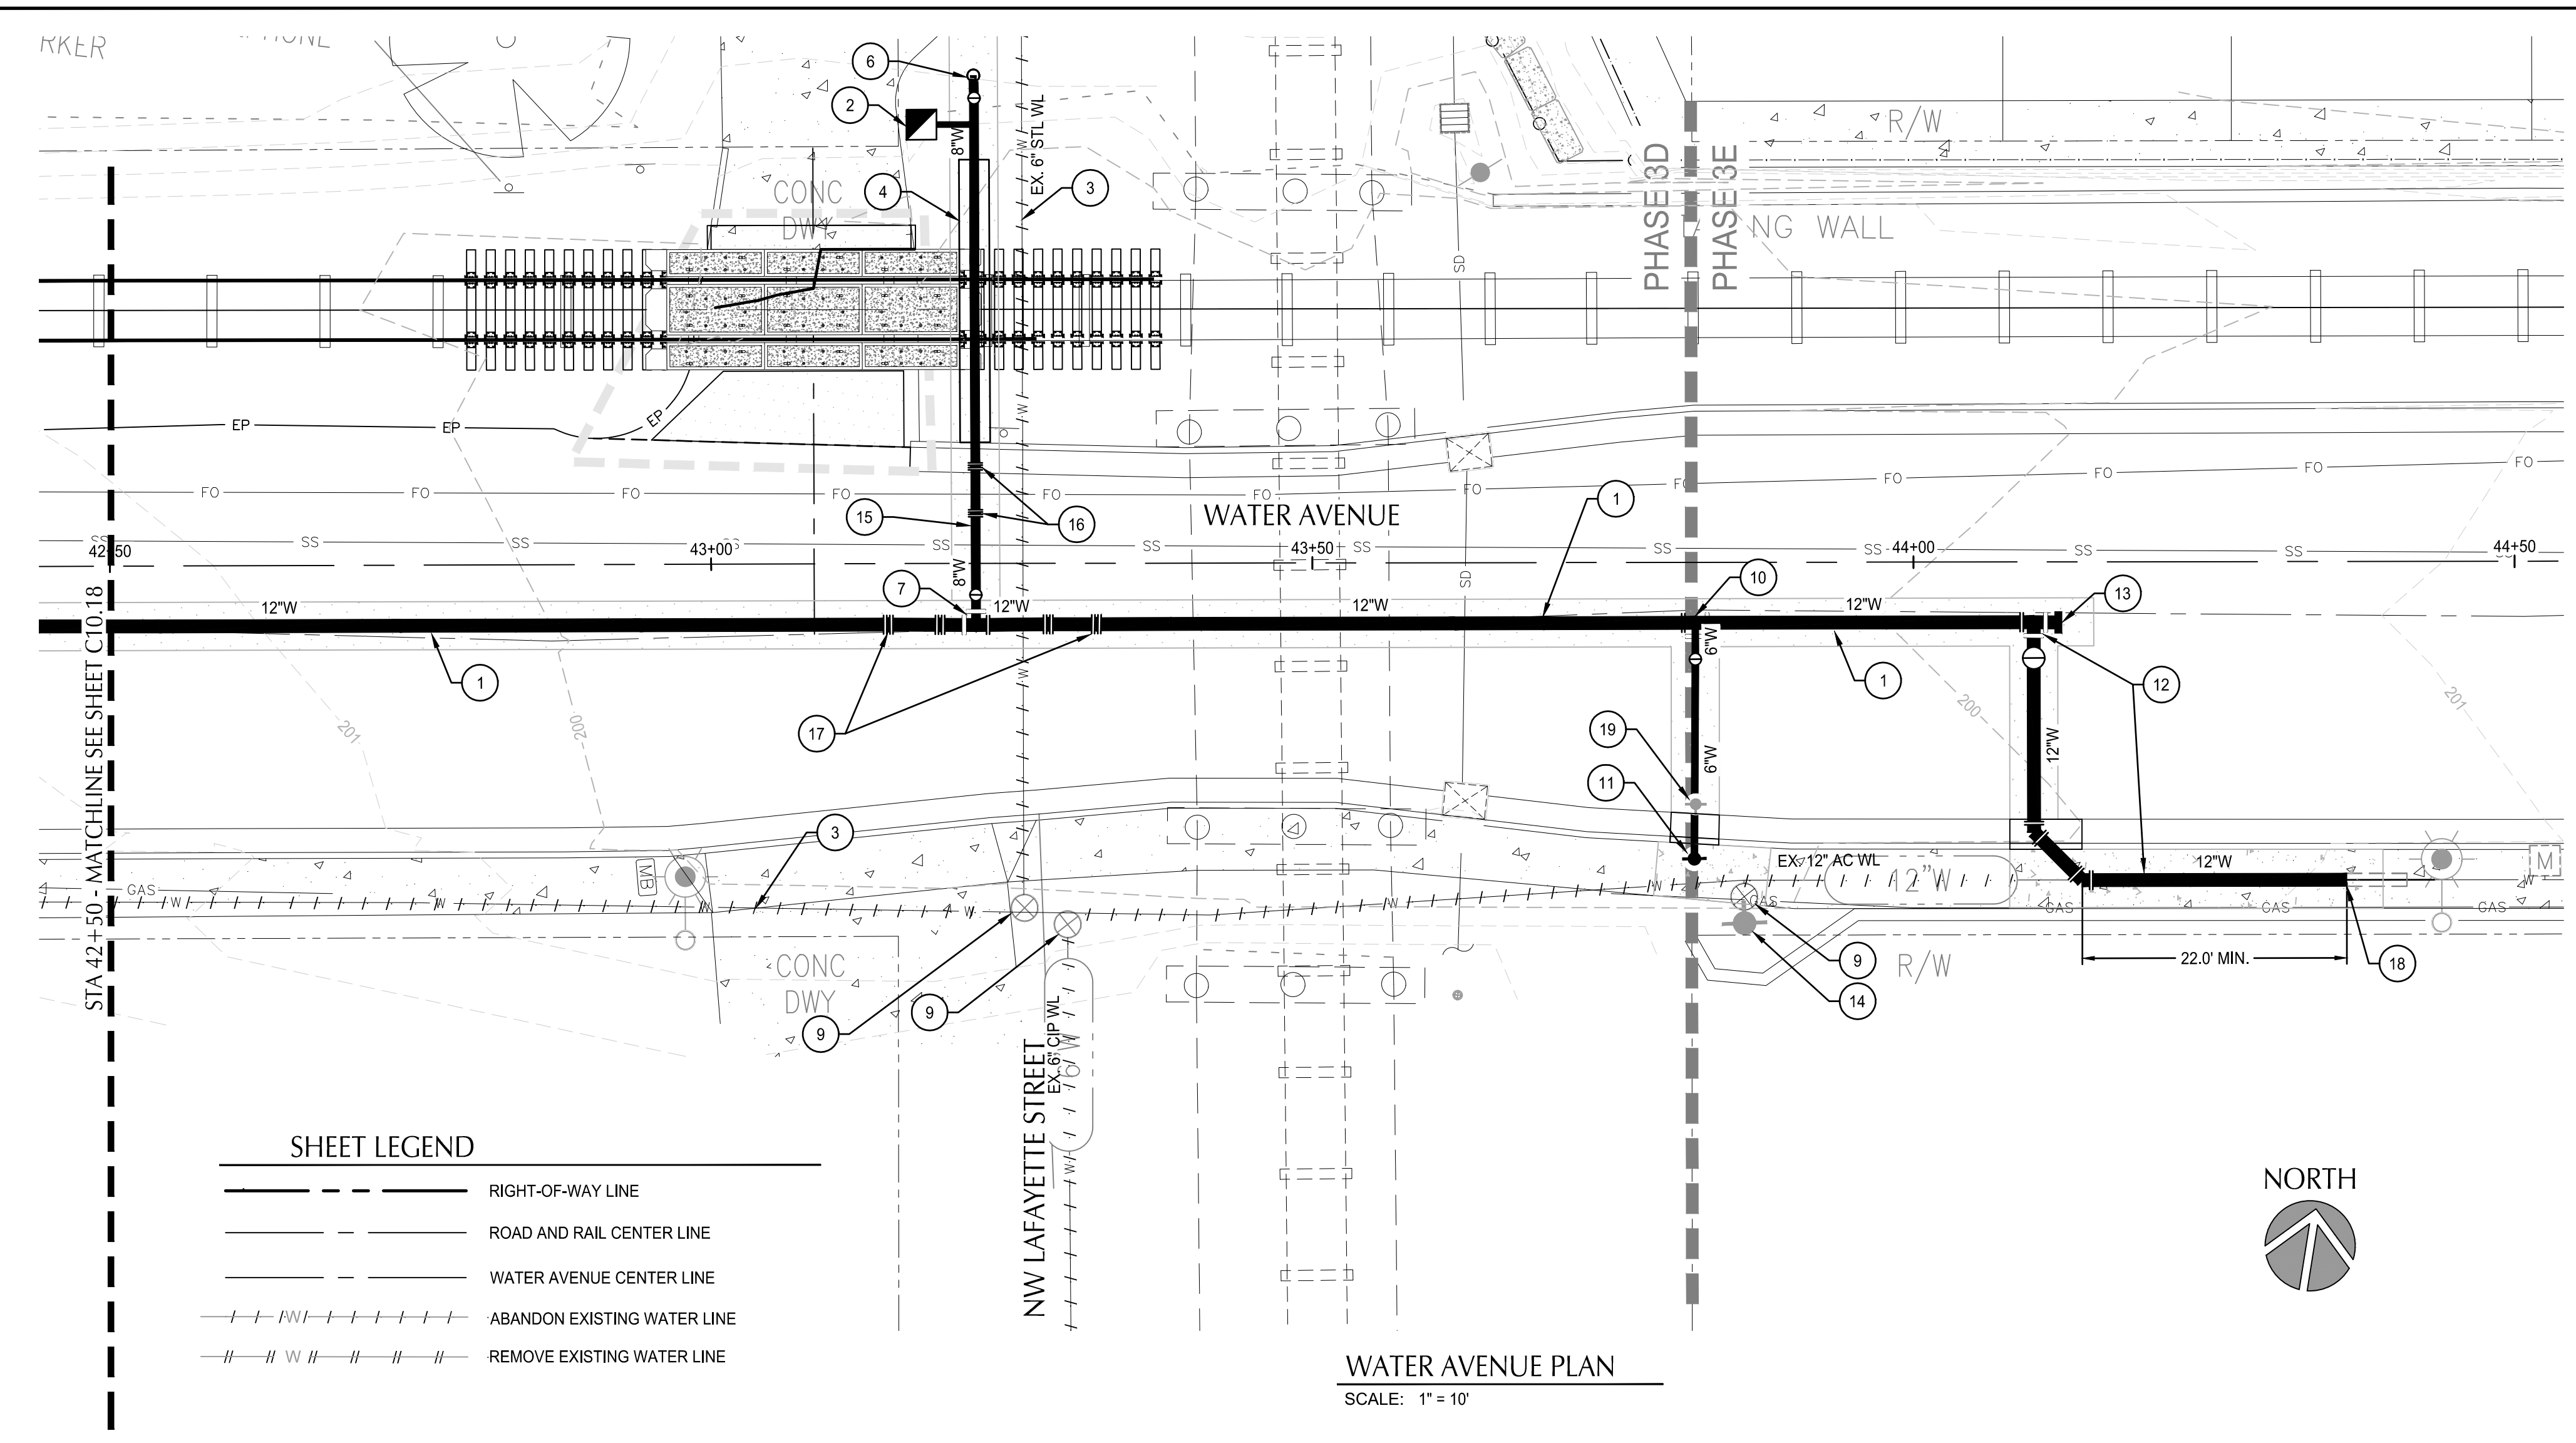 RKER
6
2
8"W
EX. 6" STL WL
W
R/W
4
3
CONC
DWY
PHASE 3D
PHASE 3E
NG WALL
SD
W
EP
EP
EP
FO
FO
FO
FO
FO
FO
FO
FO
FO
FO
FO
15
16
WATER AVENUE
1
SS
SS
SS
SS
SS
SS
SS
SS
SS
SS
42+50
43+00
43+50
44+00
44+50
8"W
SD
7
10
13
12"W
12"W
12"W
12"W
6"W
1
1
12
201
200
200
201
17
19
6"W
12"W
11
3
STA 42+50 - MATCHLINE SEE SHEET C10.18
MB
EX. 12" AC WL
12"W
12"W
M
GAS
W
W
W
W
W
W
W
GAS
GAS
GAS
GAS
CONC
DWY
9
9
9
14
R/W
22.0' MIN.
18
EX. 6" CIP WL
6"W
NW LAFAYETTE STREET
W
SHEET LEGEND
RIGHT-OF-WAY LINE
ROAD AND RAIL CENTER LINE
WATER AVENUE CENTER LINE
W
ABANDON EXISTING WATER LINE
W
REMOVE EXISTING WATER LINE
NORTH
WATER AVENUE PLAN
SCALE: 1" = 10'